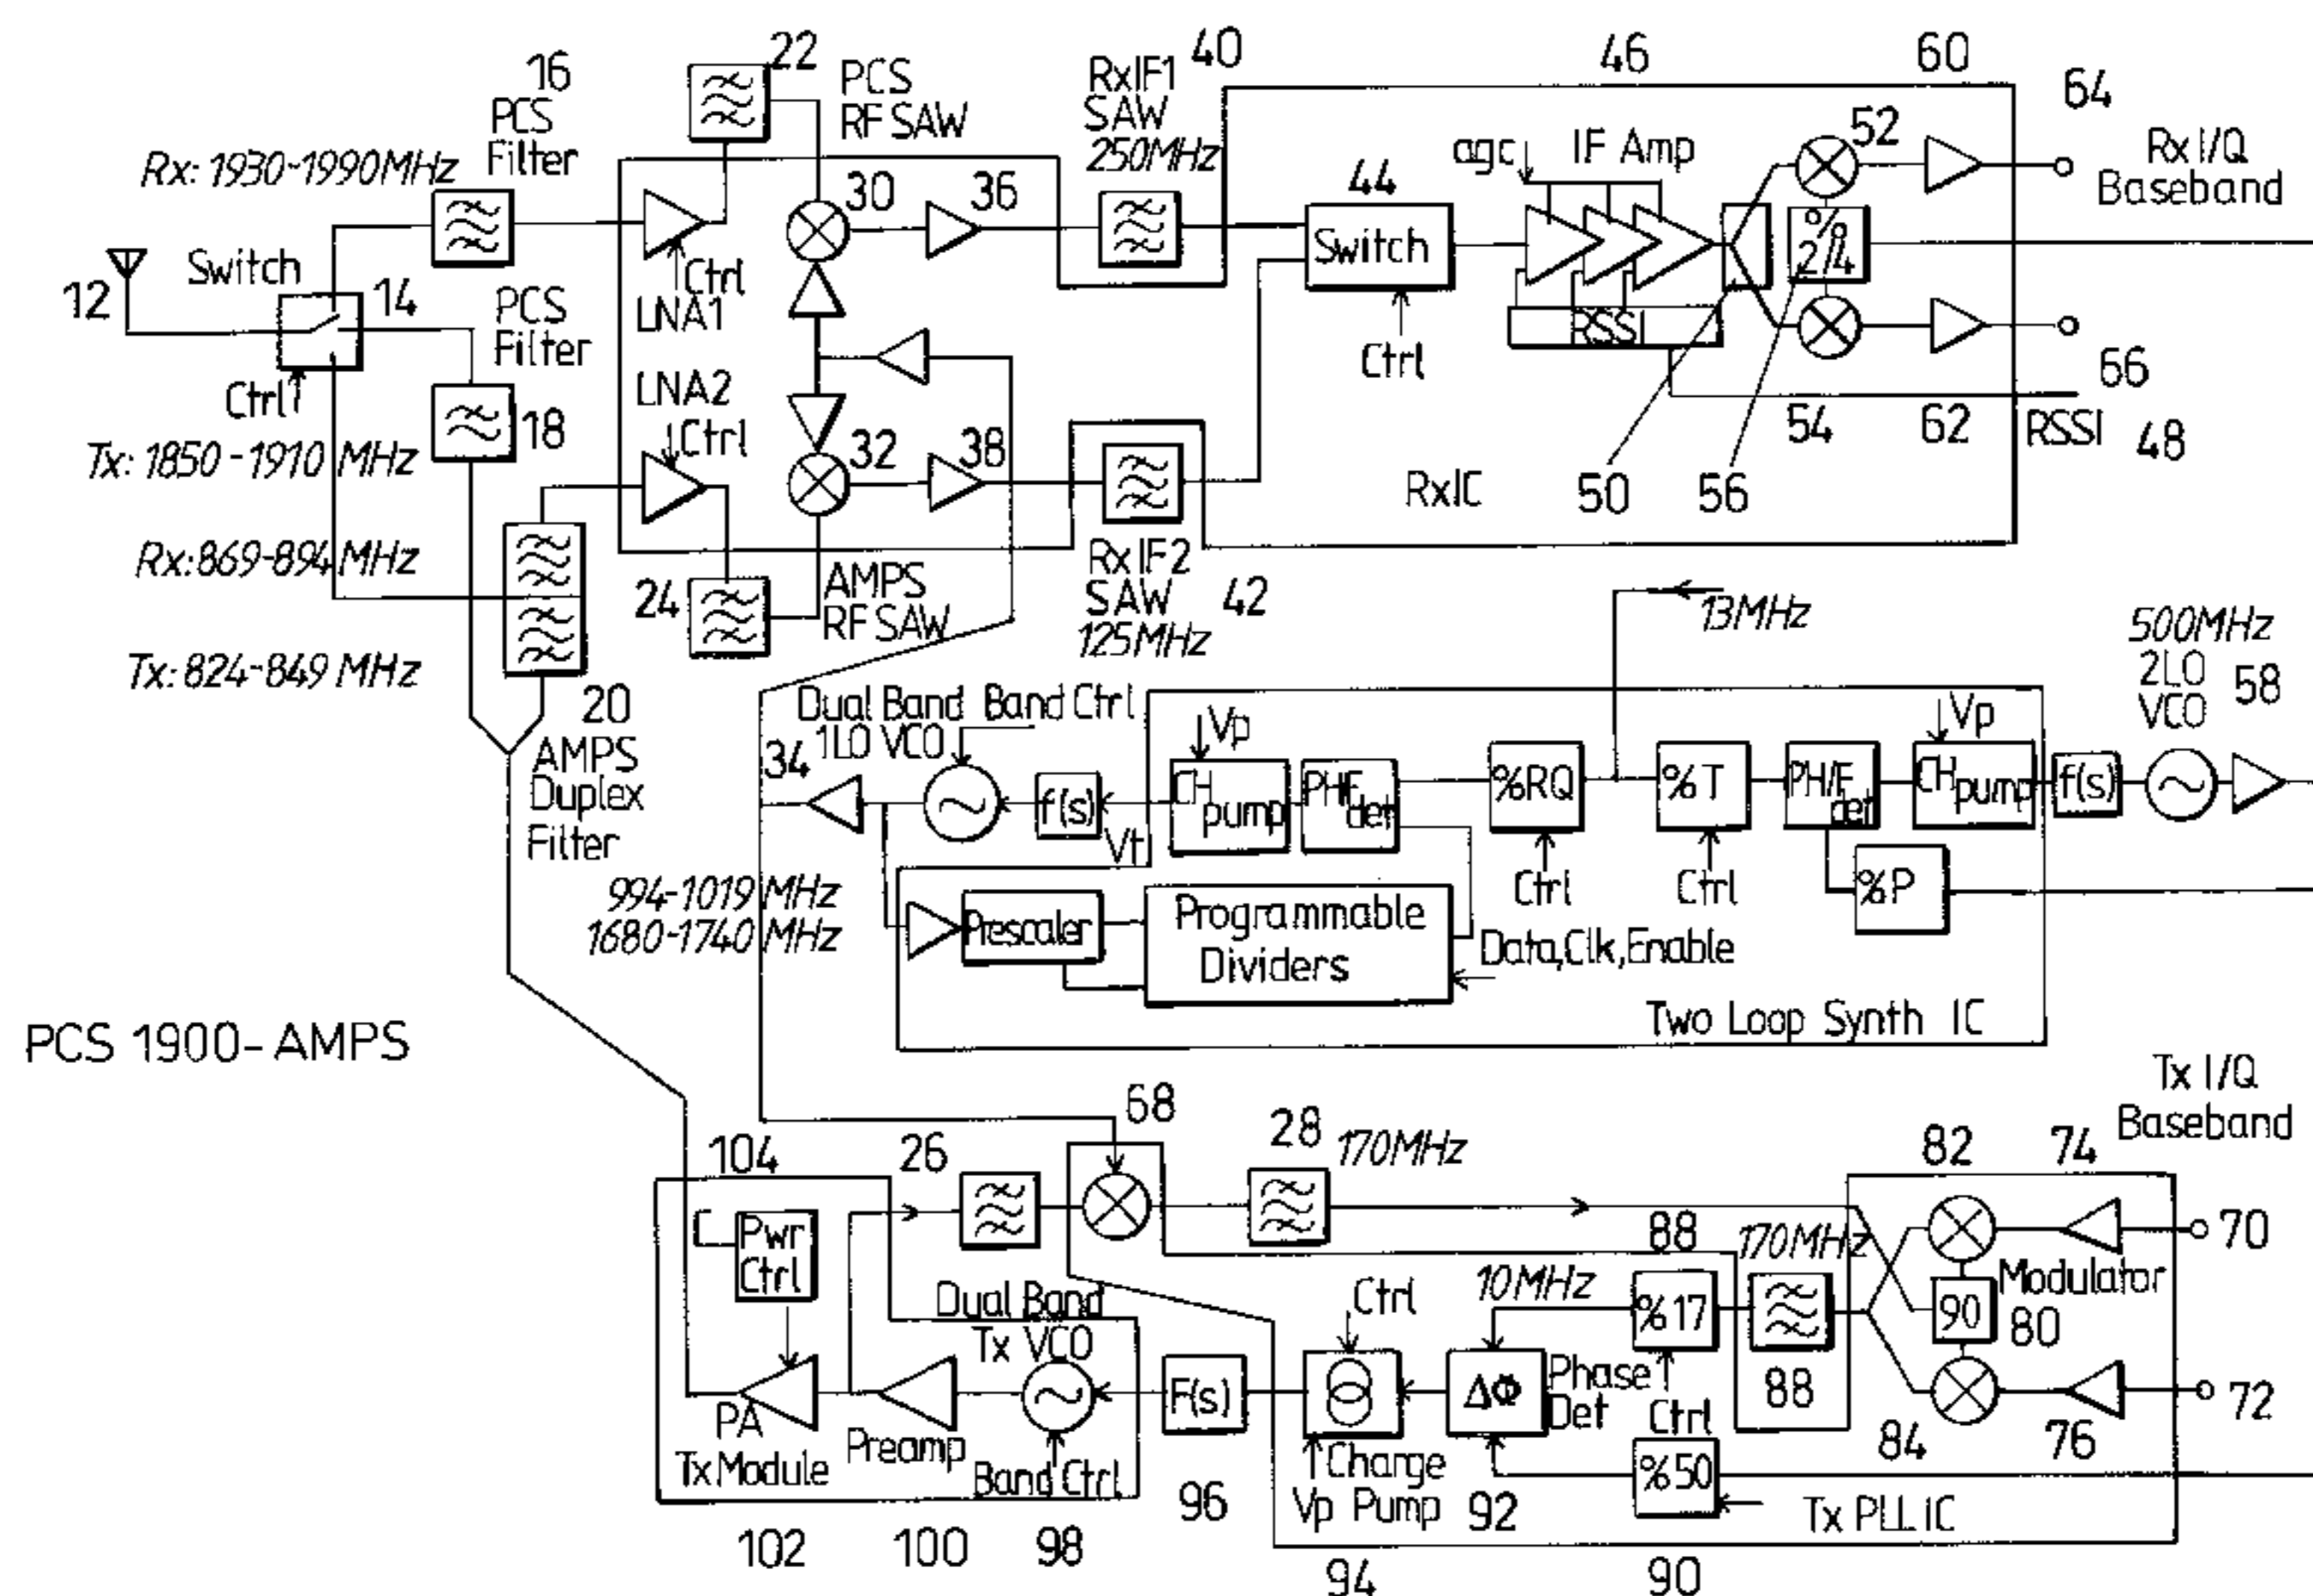 16
PCS
Filter
22
PCS
RF SAW
RxIF1
SAW
250MHz
40
46
60
64
Rx: 1930-1990MHz
agc
IF Amp
52
Rx I/Q
Baseband
30
36
44
Switch
12
14
Ctrl
LNA1
Switch
%
2/4
PCS
Filter
RSSI
Ctrl
Ctrl
18
LNA2
Ctrl
66
Tx: 1850-1910 MHz
32
38
54
62
RSSI
48
RxIC
50
56
Rx:869-894 MHz
24
AMPS
RF SAW
RxIF2
SAW
125MHz
42
13MHz
500MHz
2LO
VCO
58
Tx: 824-849 MHz
20
AMPS
Duplex
Filter
Dual Band
1LO VCO
Band Ctrl
Vp
Vp
34
f(s)
Vt
CH
pump
PH/F
det
%RQ
%T
PH/F
det
CH
pump
f(s)
Ctrl
Ctrl
%P
994-1019 MHz
1680-1740 MHz
Prescaler
Programmable
Dividers
Data,Clk,Enable
Two Loop Synth IC
PCS 1900-AMPS
68
Tx I/Q
Baseband
104
26
28
170MHz
82
74
70
Pwr
Ctrl
88
170MHz
Modulator
80
90
10MHz
%17
Dual Band
Tx VCO
Ctrl
88
PA
Tx Module
Preamp
Band Ctrl
F(s)
ΔΦ
Phase
Det
Ctrl
84
76
72
Charge
Pump
Vp
%50
Tx PLL IC
96
92
102
100
98
94
90